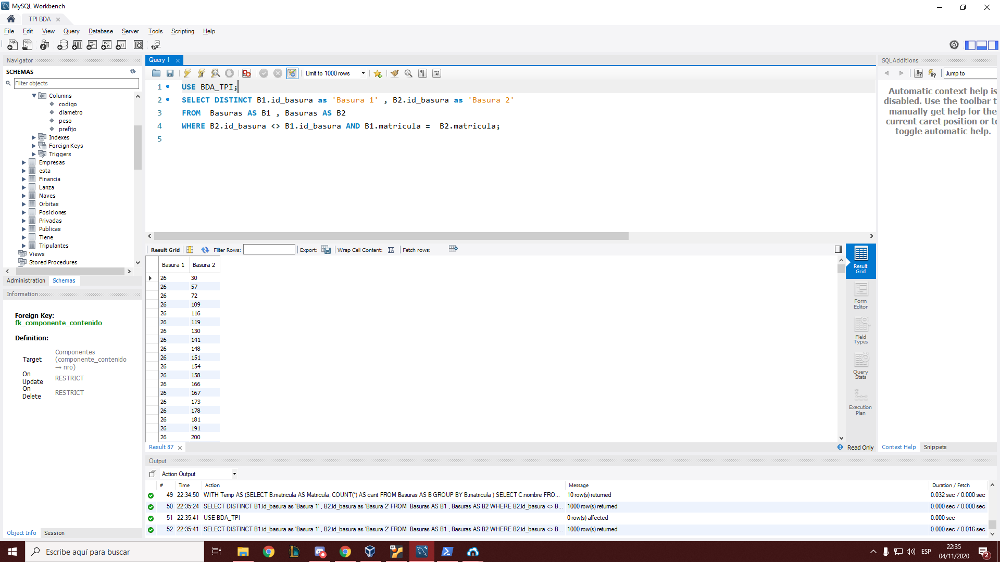 MySQL Workbench
TPI BDA
File Edit View Query Database Server Tools Scripting Help
Navigator
SCHEMAS
Filter objects
Columns
codigo
diametro
peso
prefijo
Indexes
Foreign Keys
Triggers
Empresas
esta
Financia
Lanza
Naves
Orbitas
Posiciones
Privadas
Publicas
Tiene
Tripulantes
Views
Stored Procedures
Administration Schemas
Information
Foreign Key:
fk_componente_contenido
Definition:
Target
Componentes
(componente_contenido
→ nro)
On
Update
RESTRICT
On
Delete
RESTRICT
Object Info Session
Query 1
Limit to 1000 rows
1 USE BDA_TPI;
2 SELECT DISTINCT B1.id_basura as 'Basura 1' , B2.id_basura as 'Basura 2'
3 FROM  Basuras AS B1 , Basuras AS B2
4 WHERE B2.id_basura <> B1.id_basura AND B1.matricula =  B2.matricula;
5
Result Grid Filter Rows: Export: Wrap Cell Content: Fetch rows:
Basura 1 Basura 2
26 30
26 57
26 72
26 109
26 116
26 119
26 130
26 141
26 148
26 151
26 154
26 158
26 166
26 167
26 173
26 178
26 181
26 191
26 200
Result
Grid
Form
Editor
Field
Types
Query
Stats
Execution
Plan
Result 87
Read Only
SQLAdditions
Jump to
Automatic context help is
disabled. Use the toolbar t
manually get help for the
current caret position or to
toggle automatic help.
Context Help Snippets
Output
Action Output
# Time Action Message Duration / Fetch
49 22:34:50 WITH Temp AS (SELECT B.matricula AS Matricula, COUNT(*) AS cant FROM Basuras AS B GROUP BY B.matricula ) SELECT C.nombre FRO... 10 row(s) returned 0.032 sec / 0.000 sec
50 22:35:24 SELECT DISTINCT B1.id_basura as 'Basura 1' , B2.id_basura as 'Basura 2' FROM  Basuras AS B1 , Basuras AS B2 WHERE B2.id_basura <> B... 1000 row(s) returned 0.000 sec / 0.000 sec
51 22:35:41 USE BDA_TPI 0 row(s) affected 0.000 sec
52 22:35:41 SELECT DISTINCT B1.id_basura as 'Basura 1' , B2.id_basura as 'Basura 2' FROM  Basuras AS B1 , Basuras AS B2 WHERE B2.id_basura <> B... 1000 row(s) returned 0.000 sec / 0.016 sec
Escribe aquí para buscar
64
ESP
22:35
04/11/2020
2